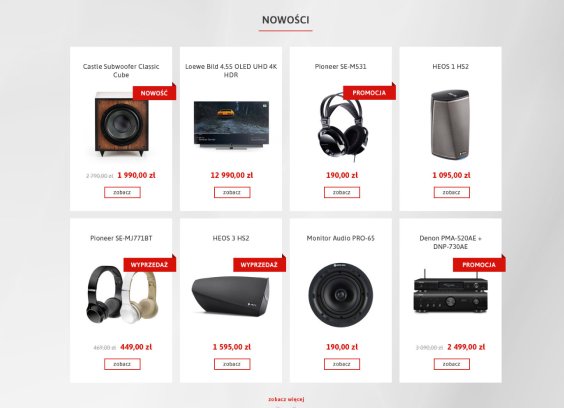 NOWOŚCI
Castle Subwoofer Classic
Cube
NOWOŚĆ
2 790,00 zł 1 990,00 zł
zobacz
Loewe Bild 4.55 OLED UHD 4K
HDR
12 990,00 zł
zobacz
Pioneer SE-MS31
PROMOCJA
190,00 zł
zobacz
HEOS 1 HS2
1 095,00 zł
zobacz
Pioneer SE-MJ771BT
WYPRZEDAŻ
469,00 zł 449,00 zł
zobacz
HEOS 3 HS2
WYPRZEDAŻ
1 595,00 zł
zobacz
Monitor Audio PRO-65
190,00 zł
zobacz
Denon PMA-520AE +
DNP-730AE
PROMOCJA
3 090,00 zł 2 499,00 zł
zobacz
zobacz więcej